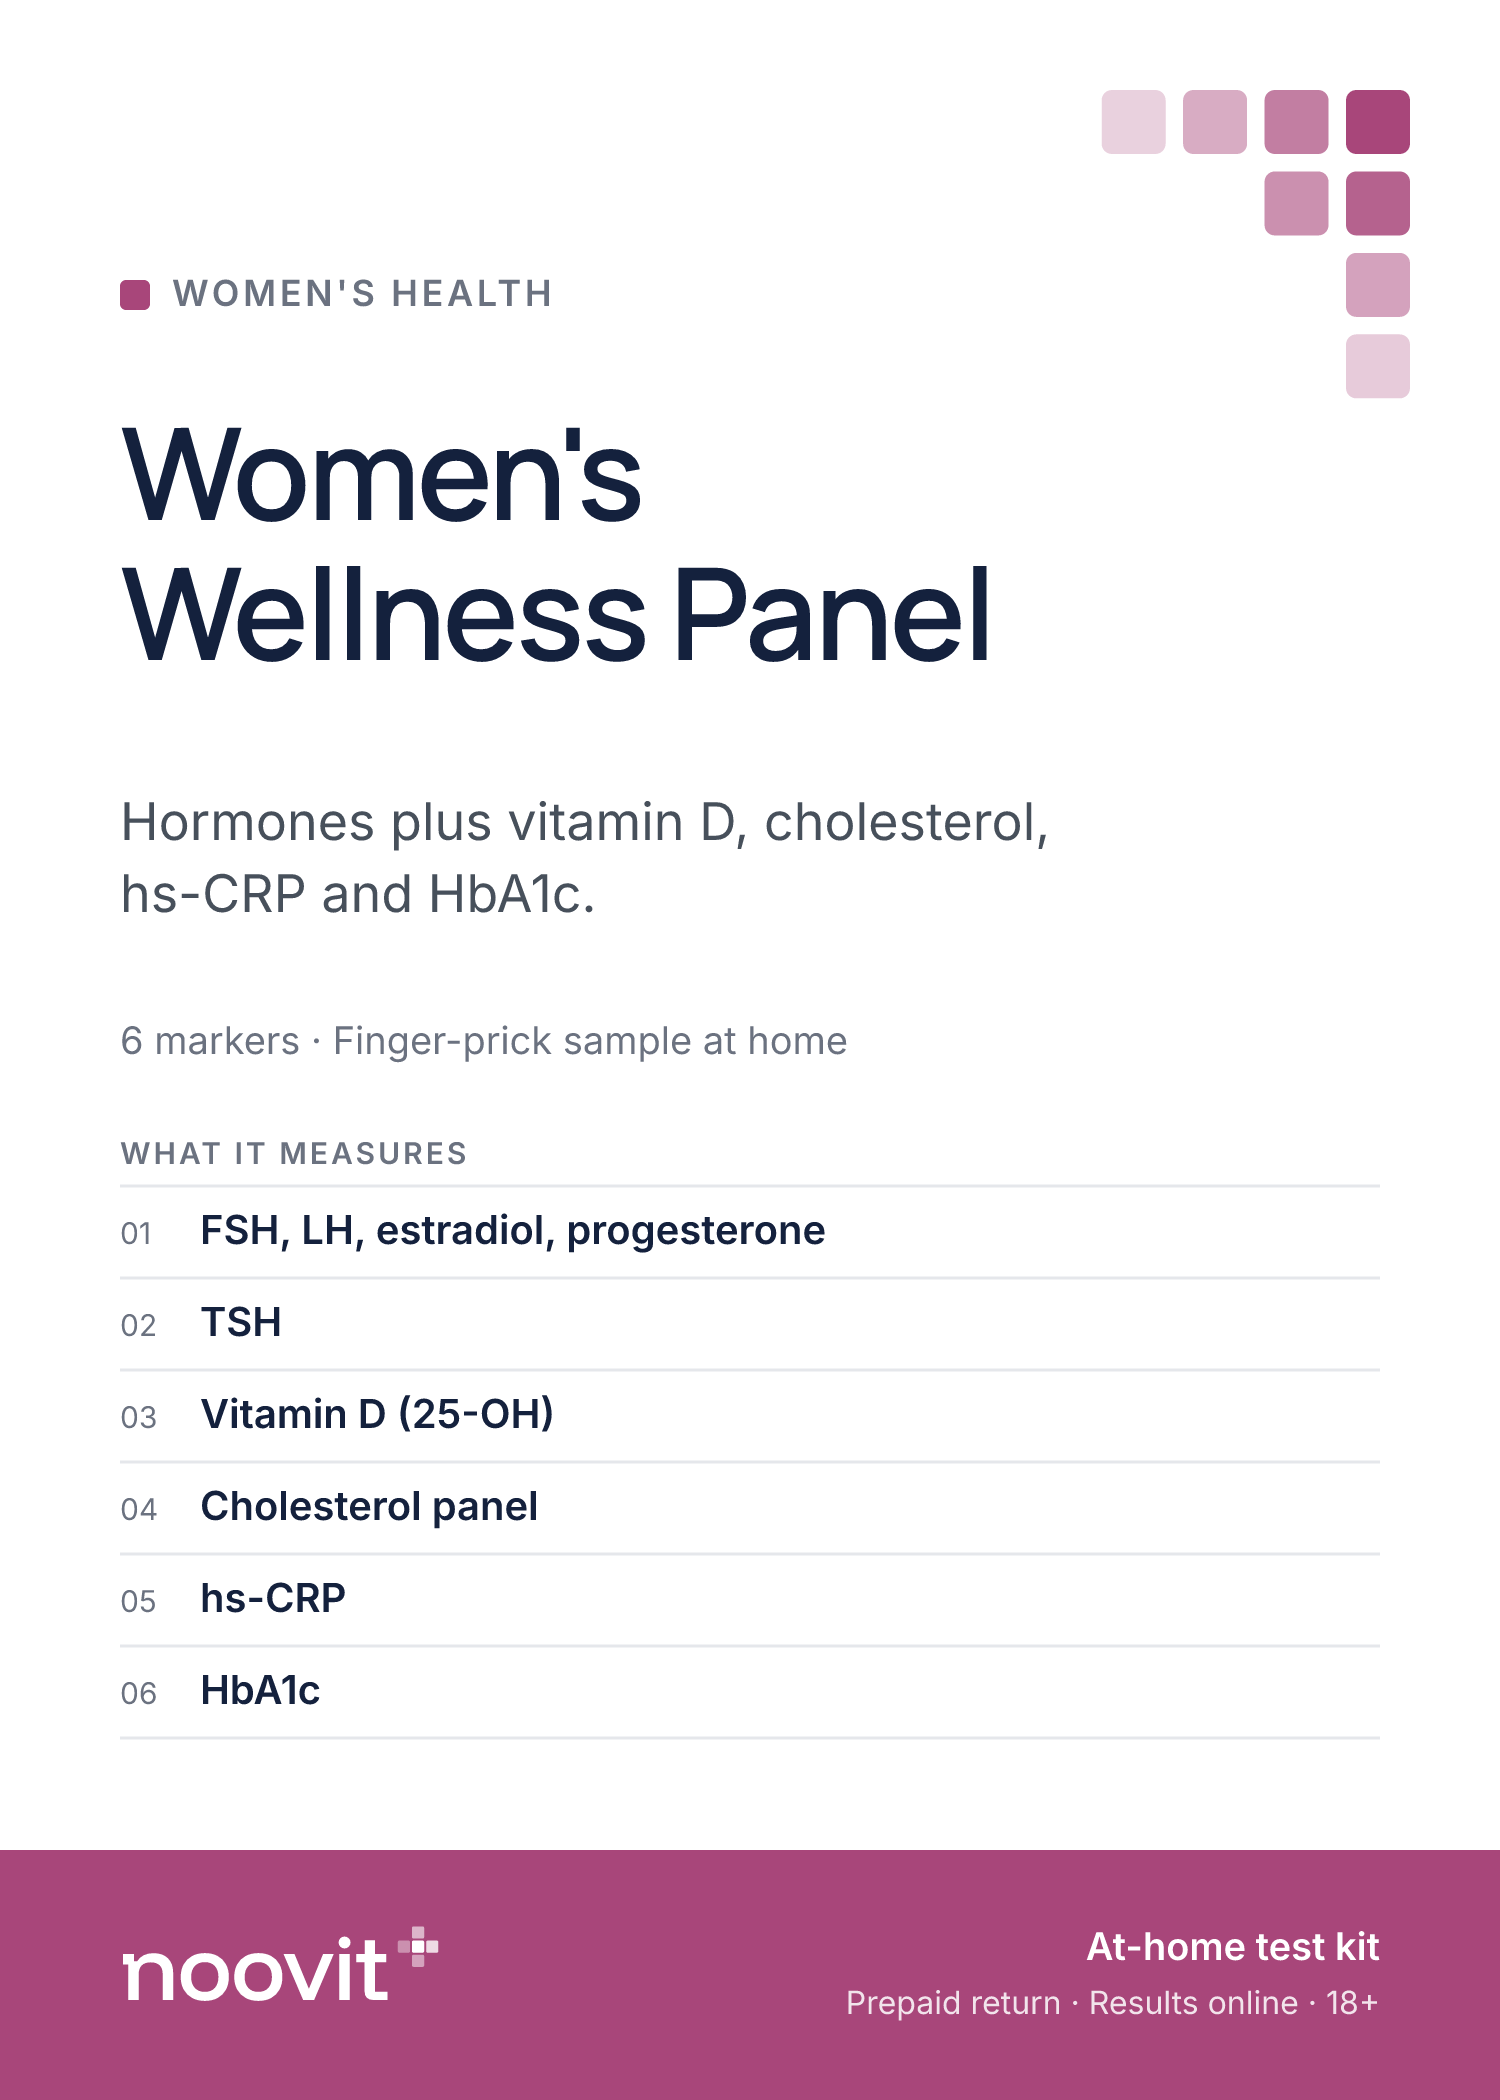 WOMEN'S HEALTH
Women's
Wellness Panel
Hormones plus vitamin D, cholesterol,
hs-CRP and HbA1c.
6 markers · Finger-prick sample at home
WHAT IT MEASURES
01 FSH, LH, estradiol, progesterone
02 TSH
03 Vitamin D (25-OH)
04 Cholesterol panel
05 hs-CRP
06 HbA1c
noovit
At-home test kit
Prepaid return · Results online · 18+